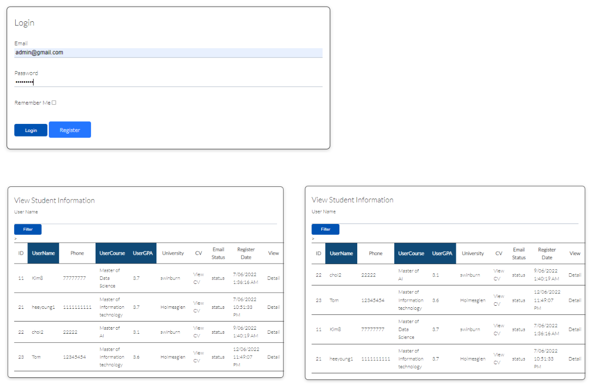 Login
Email
admin@gmail.com
Password
Remember Me
Login Register
View Student Information
User Name
Filter
ID UserName Phone UserCourse UserGPA University CV Email Status Register Date View
11 77777777 Master of Data Science 3.7 swinburn View CV status 7/06/2022 1:36:16 AM Detail
21 heeyoung1 1111111111 Master of Information technology 3.7 Holmesglen View CV status 7/06/2022 10:51:33 PM Detail
22 choi2 22222 Master of AI 3.1 swinburn View CV status 9/06/2022 1:40:19 AM Detail
23 Tom 12345454 Master of Information technology 3.6 Holmesglen View CV status 12/06/2022 11:49:07 PM Detail
View Student Information
User Name
Filter
ID UserName Phone UserCourse UserGPA University CV Email Status Register Date View
22 choi2 22222 Master of AI 3.1 swinburn View CV status 9/06/2022 1:40:19 AM Detail
23 Tom 12345454 Master of Information technology 3.6 Holmesglen View CV status 12/06/2022 11:49:07 PM Detail
11 77777777 Master of Data Science 3.7 swinburn View CV status 7/06/2022 1:36:16 AM Detail
21 heeyoung1 1111111111 Master of Information technology 3.7 Holmesglen View CV status 7/06/2022 10:51:33 PM Detail